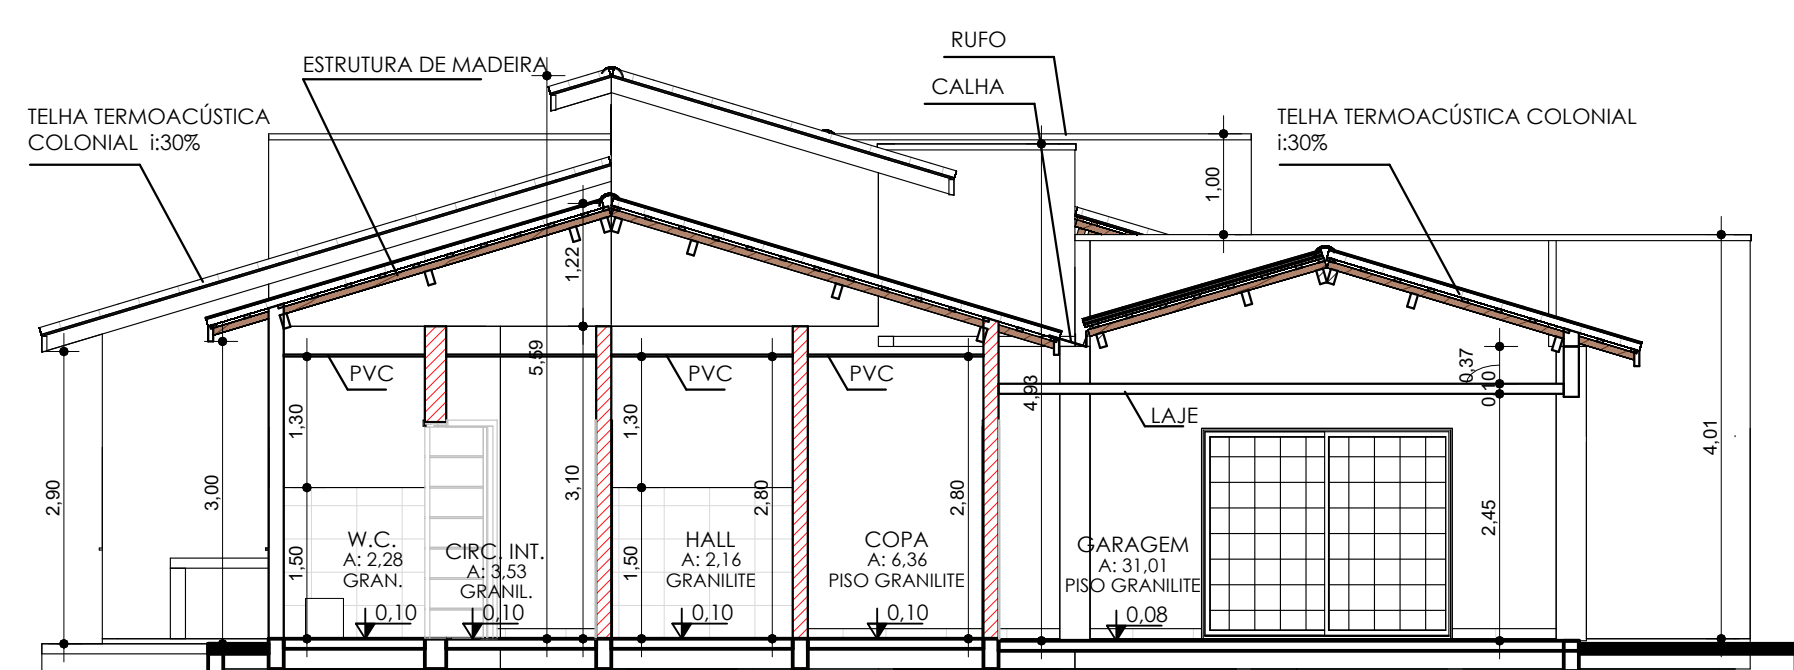 RUFO
ESTRUTURA DE MADEIRA
CALHA
TELHA TERMOACÚSTICA
COLONIAL i:30%
TELHA TERMOACÚSTICA COLONIAL
i:30%
1,00
1,22
5,59
PVC
PVC
PVC
4,93
0,37
0,10
LAJE
1,30
1,30
4,01
2,90
3,00
3,10
2,80
2,80
2,45
1,50
1,50
W.C.
A: 2,28
GRAN.
0,10
CIRC. INT.
A: 3,53
GRANIL.
0,10
HALL
A: 2,16
GRANILITE
0,10
COPA
A: 6,36
PISO GRANILITE
0,10
GARAGEM
A: 31,01
PISO GRANILITE
0,08